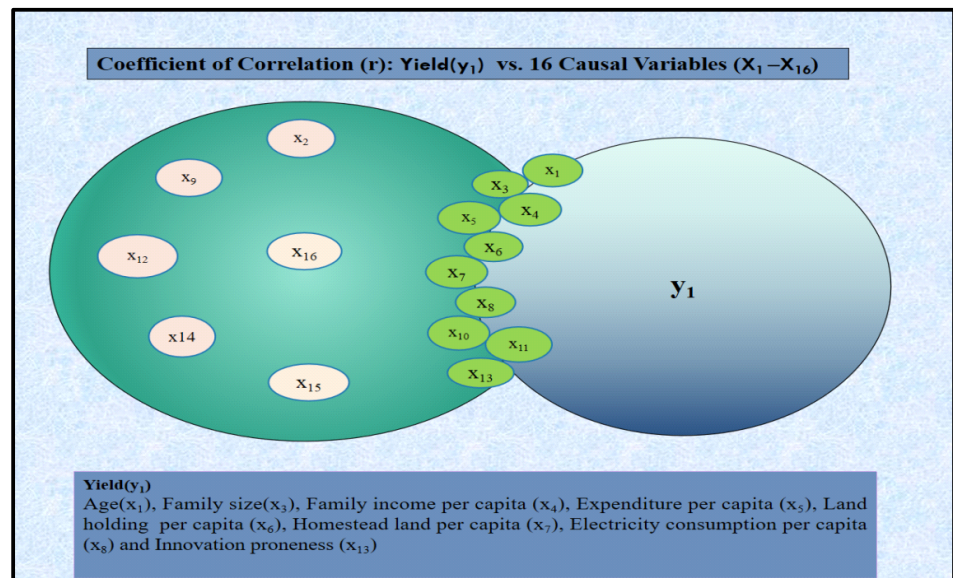 Coefficient of Correlation (r): Yield(y₁) vs. 16 Causal Variables (X₁ –X₁₆)
x₂
x₁
x₉
x₃
x₄
x₅
x₆
x₁₂
x₁₆
x₇
y₁
x₈
x14
x₁₀
x₁₁
x₁₅
x₁₃
Yield(y₁)
Age(x₁), Family size(x₃), Family income per capita (x₄), Expenditure per capita (x₅), Land
holding per capita (x₆), Homestead land per capita (x₇), Electricity consumption per capita
(x₈) and Innovation proneness (x₁₃)